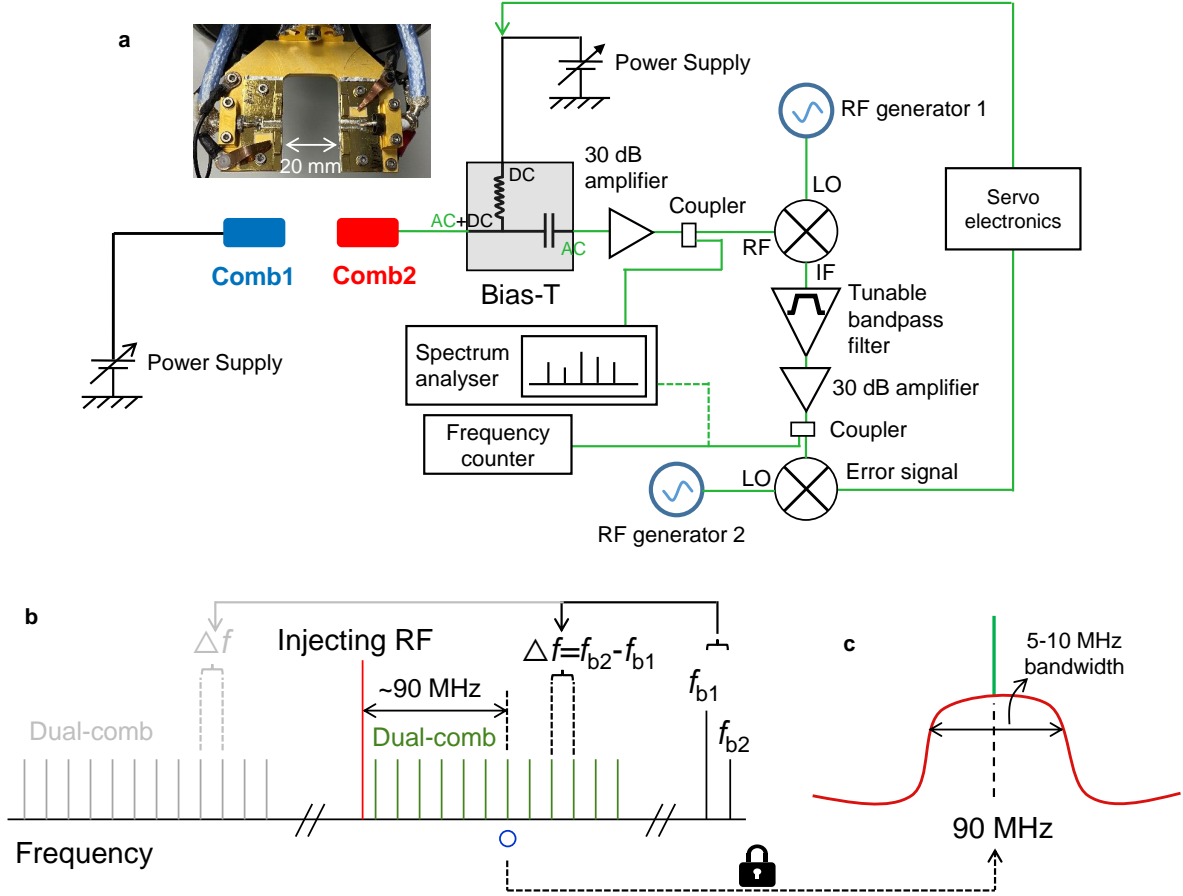 a
20 mm
Power Supply
RF generator 1
30 dB
amplifier
DC
LO
Coupler
Servo
electronics
AC+DC
AC
RF
IF
Comb1
Comb2
Bias-T
Tunable
bandpass
filter
Power Supply
Spectrum
analyser
30 dB amplifier
Coupler
Frequency
counter
LO
Error signal
RF generator 2
b
△f
Injecting RF
△f=fb2-fb1
~90 MHz
fb1
fb2
Dual-comb
Dual-comb
Frequency
c
5-10 MHz
bandwidth
90 MHz